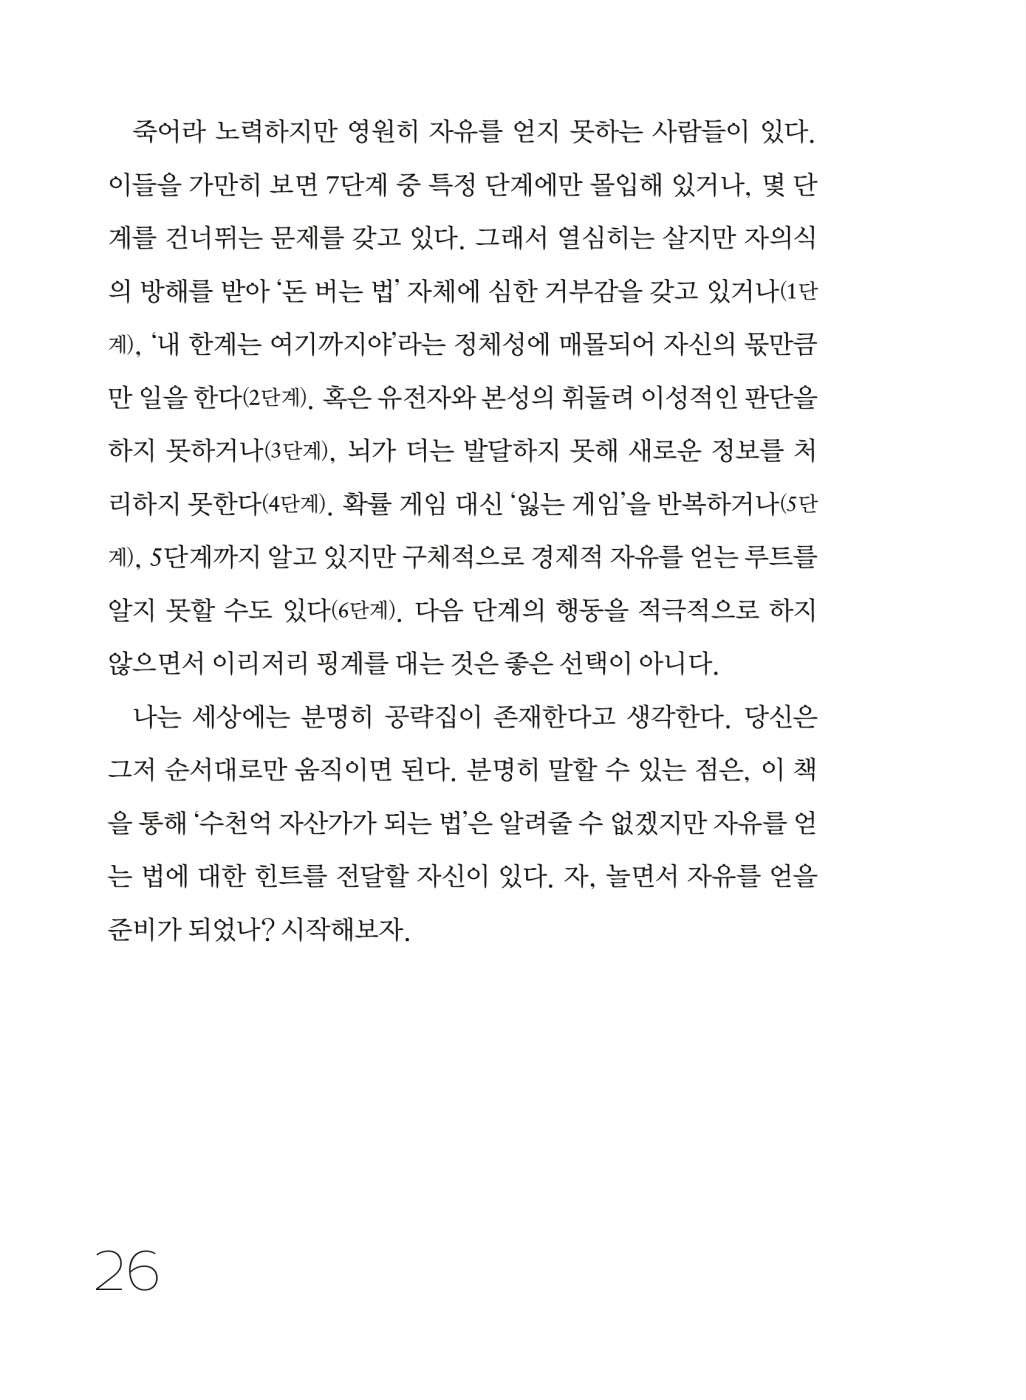 죽어라 노력하지만 영원히 자유를 얻지 못하는 사람들이 있다.
이들을 가만히 보면 7단계 중 특정 단계에만 몰입해 있거나, 몇 단
계를 건너뛰는 문제를 갖고 있다. 그래서 열심히는 살지만 자의식
의 방해를 받아 ‘돈 버는 법’ 자체에 심한 거부감을 갖고 있거나(1단
계), ‘내 한계는 여기까지야’라는 정체성에 매몰되어 자신의 몫만큼
만 일을 한다(2단계). 혹은 유전자와 본성의 휘둘려 이성적인 판단을
하지 못하거나(3단계), 뇌가 더는 발달하지 못해 새로운 정보를 처
리하지 못한다(4단계). 확률 게임 대신 ‘잃는 게임’을 반복하거나(5단
계), 5단계까지 알고 있지만 구체적으로 경제적 자유를 얻는 루트를
알지 못할 수도 있다(6단계). 다음 단계의 행동을 적극적으로 하지
않으면서 이리저리 핑계를 대는 것은 좋은 선택이 아니다.
나는 세상에는 분명히 공략집이 존재한다고 생각한다. 당신은
그저 순서대로만 움직이면 된다. 분명히 말할 수 있는 점은, 이 책
을 통해 ‘수천억 자산가가 되는 법’은 알려줄 수 없겠지만 자유를 얻
는 법에 대한 힌트를 전달할 자신이 있다. 자, 놀면서 자유를 얻을
준비가 되었나? 시작해보자.
26